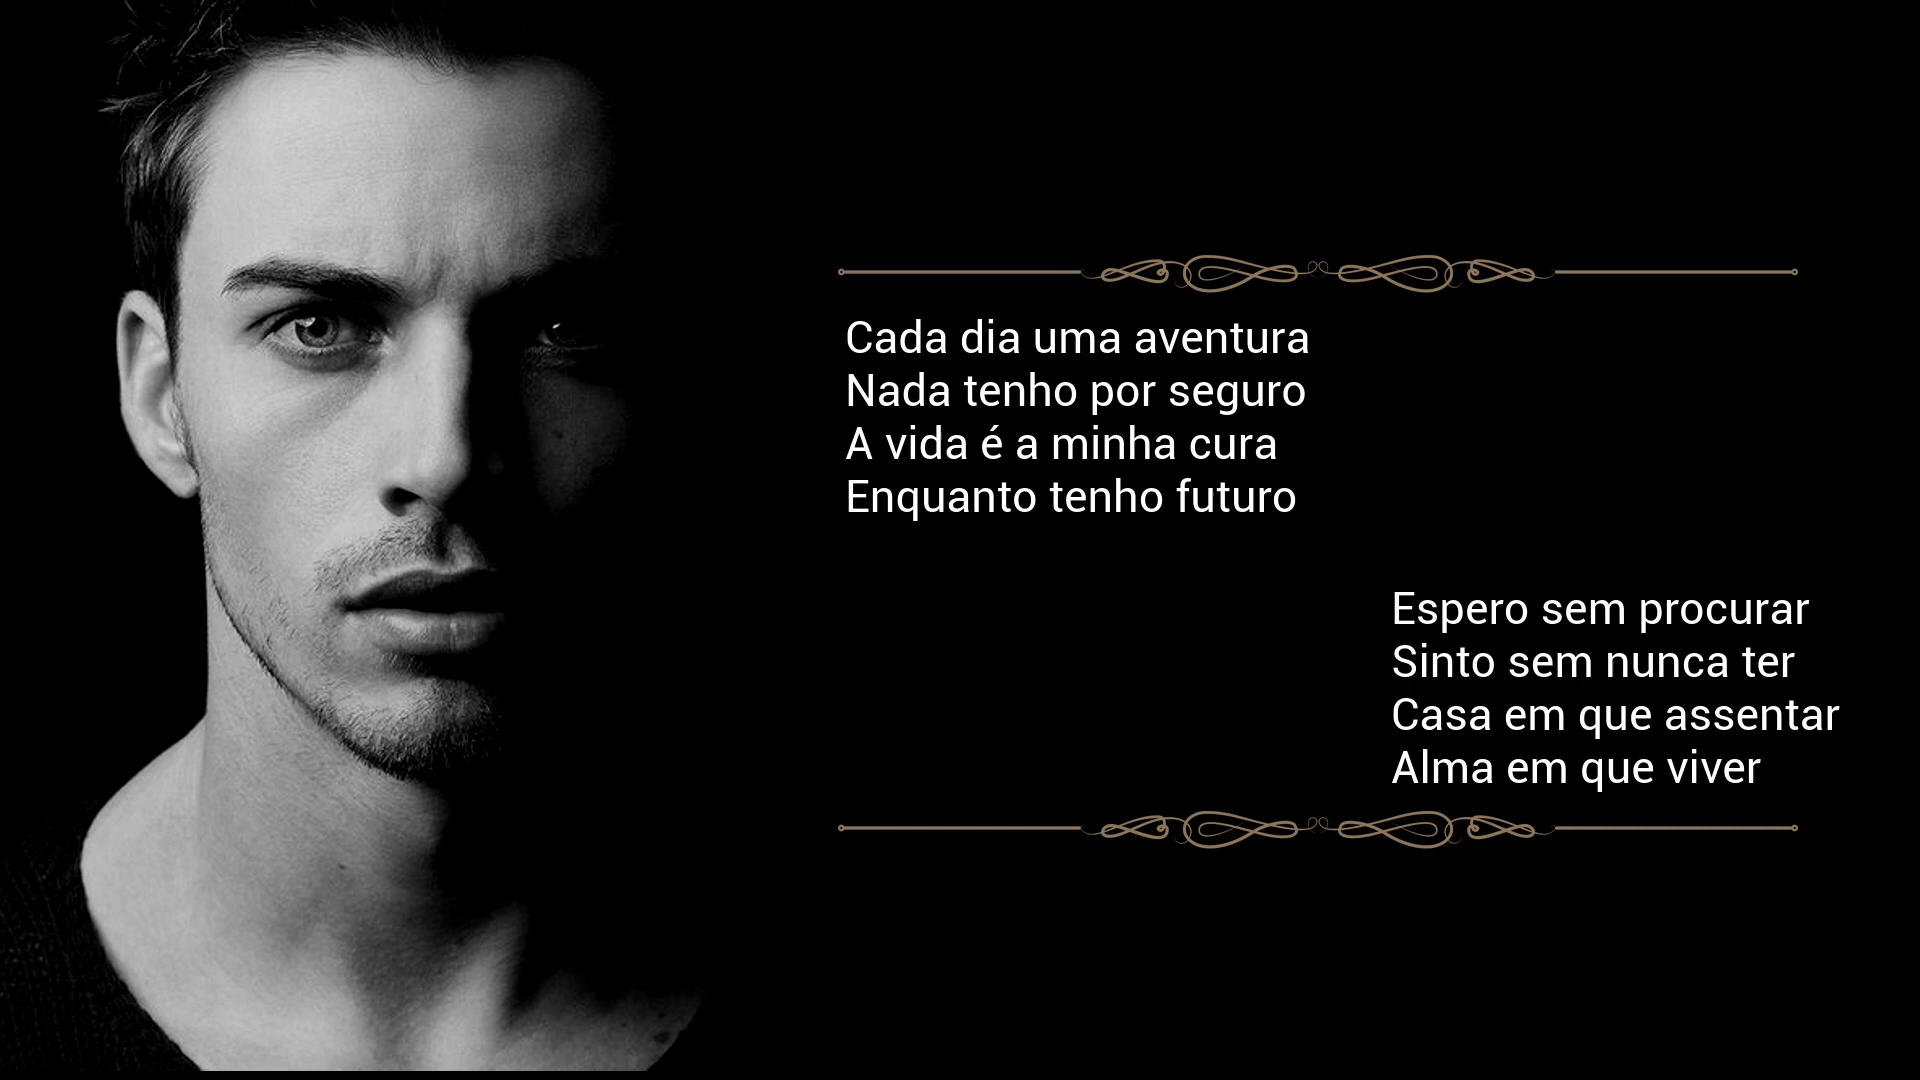 Cada dia uma aventura
Nada tenho por seguro
A vida é a minha cura
Enquanto tenho futuro
Espero sem procurar
Sinto sem nunca ter
Casa em que assentar
Alma em que viver